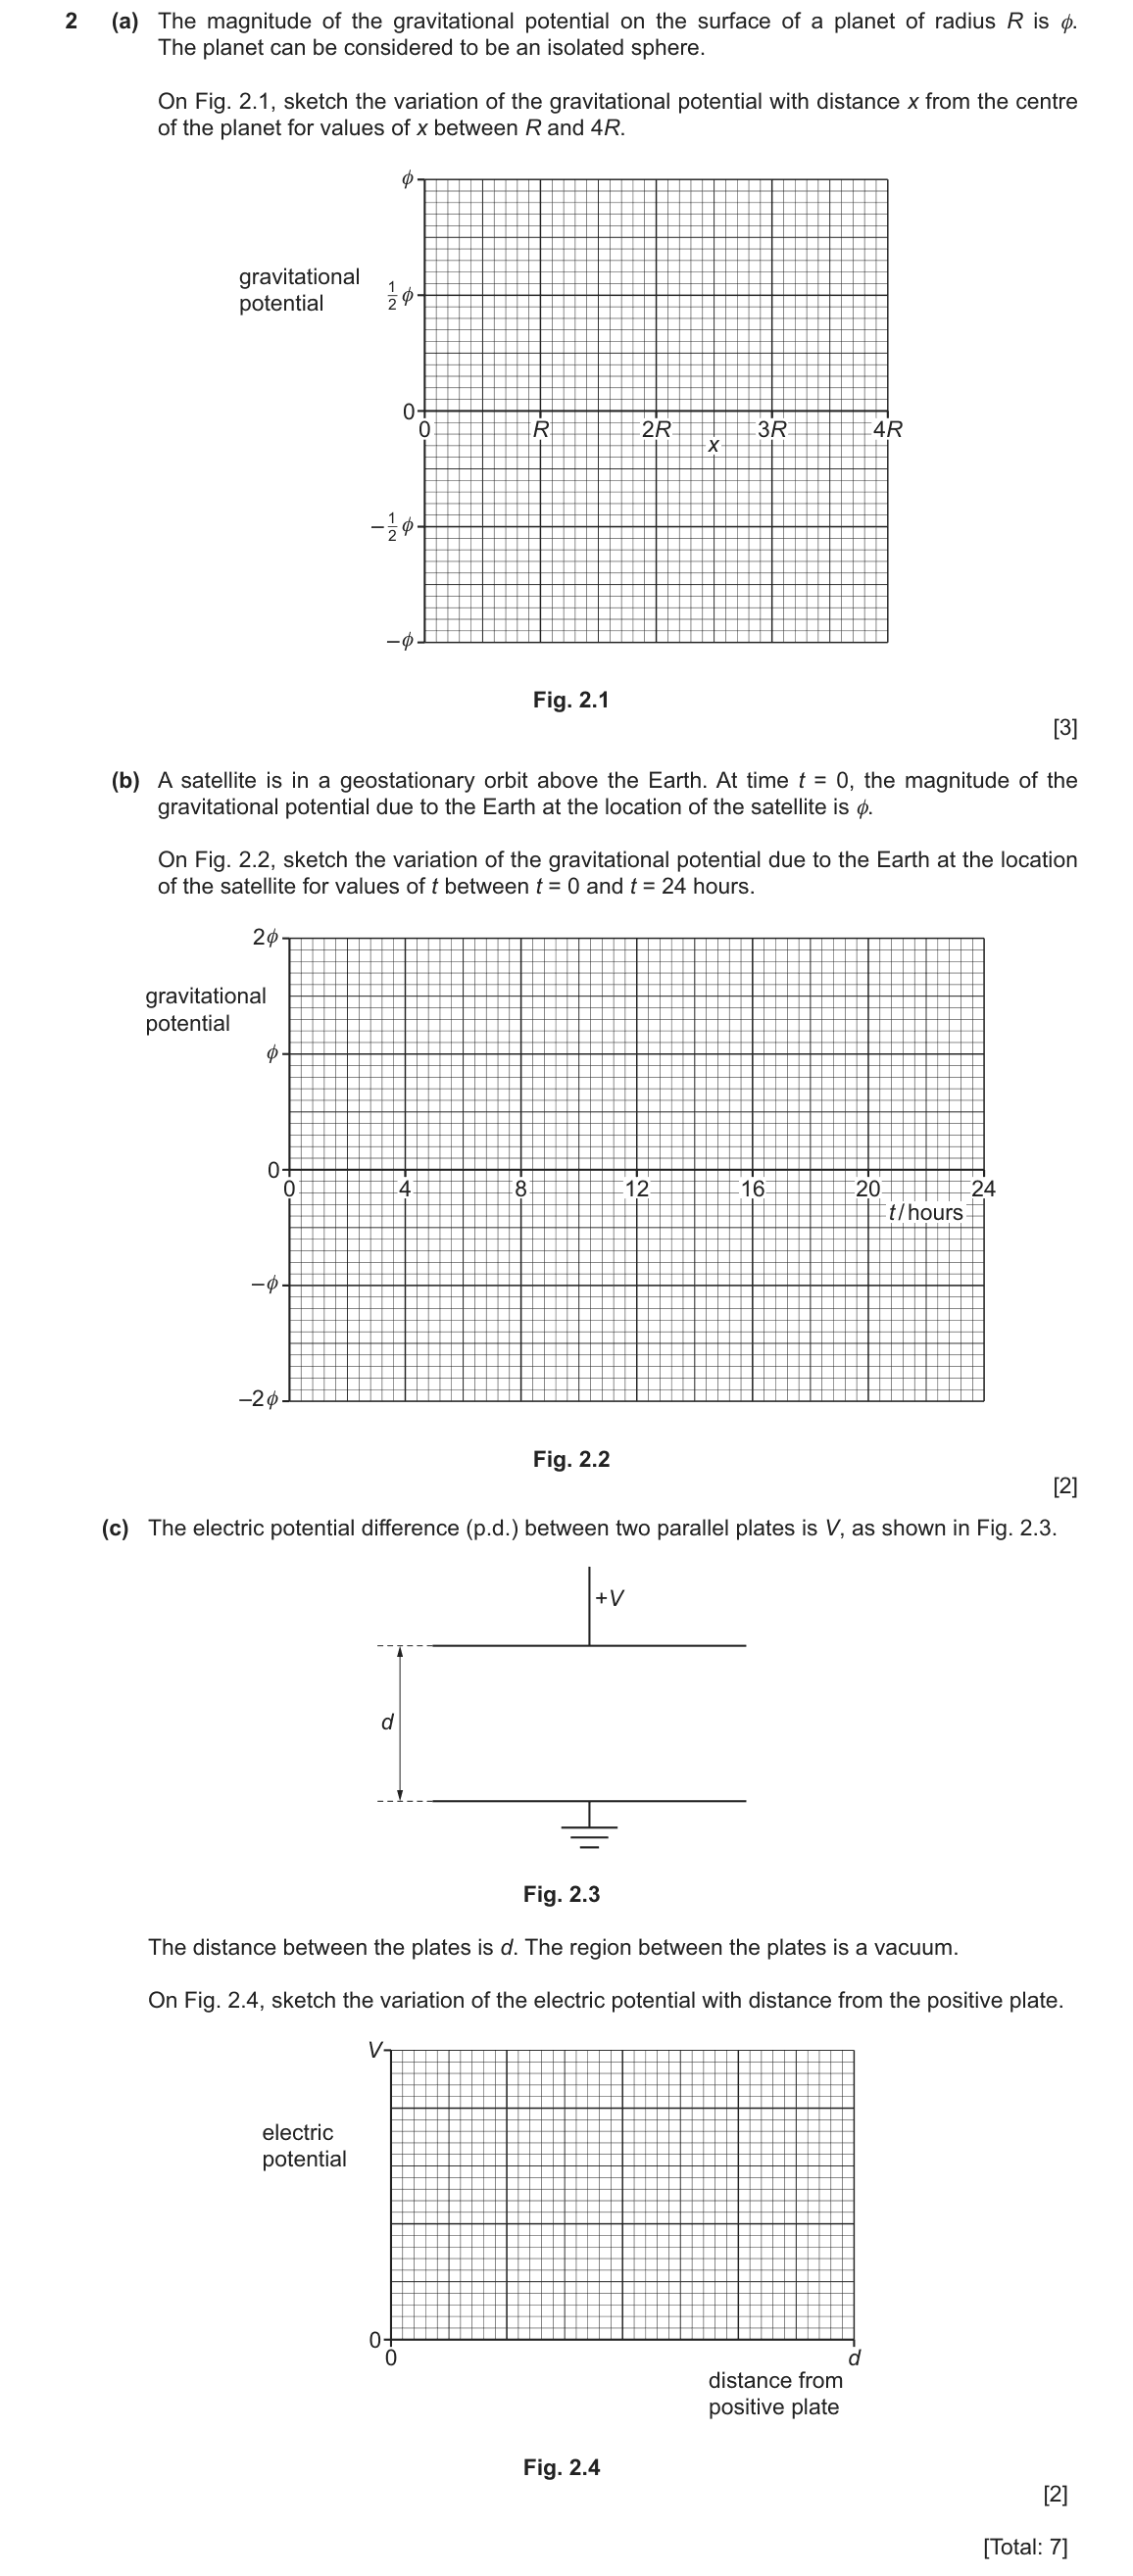 2 (a) The magnitude of the gravitational potential on the surface of a planet of radius R is ϕ.
The planet can be considered to be an isolated sphere.
On Fig. 2.1, sketch the variation of the gravitational potential with distance x from the centre
of the planet for values of x between R and 4R.
ϕ
gravitational
potential
1/2 ϕ
0
0 R 2R 3R 4R
x
–1/2 ϕ
–ϕ
Fig. 2.1
[3]
(b) A satellite is in a geostationary orbit above the Earth. At time t = 0, the magnitude of the
gravitational potential due to the Earth at the location of the satellite is ϕ.
On Fig. 2.2, sketch the variation of the gravitational potential due to the Earth at the location
of the satellite for values of t between t = 0 and t = 24 hours.
2ϕ
gravitational
potential
ϕ
0
0 4 8 12 16 20 24
t / hours
–ϕ
–2ϕ
Fig. 2.2
[2]
(c) The electric potential difference (p.d.) between two parallel plates is V, as shown in Fig. 2.3.
+V
d
Fig. 2.3
The distance between the plates is d. The region between the plates is a vacuum.
On Fig. 2.4, sketch the variation of the electric potential with distance from the positive plate.
V
electric
potential
0
0 d
distance from
positive plate
Fig. 2.4
[2]
[Total: 7]